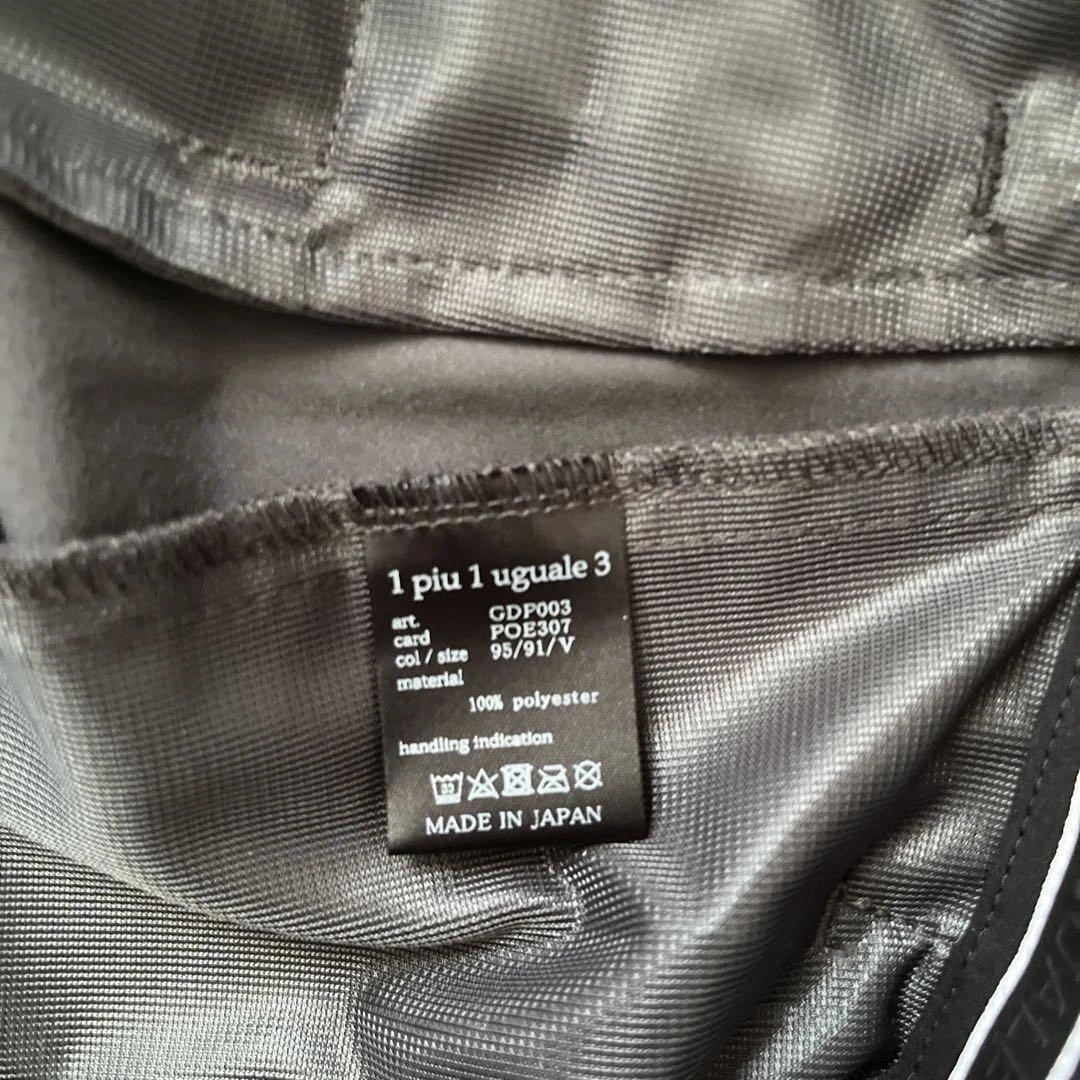 1 piu 1 uguale 3
art. GDP003
card POE307
col / size 95/91/V
material
100% polyester
handling indication
30
MADE IN JAPAN